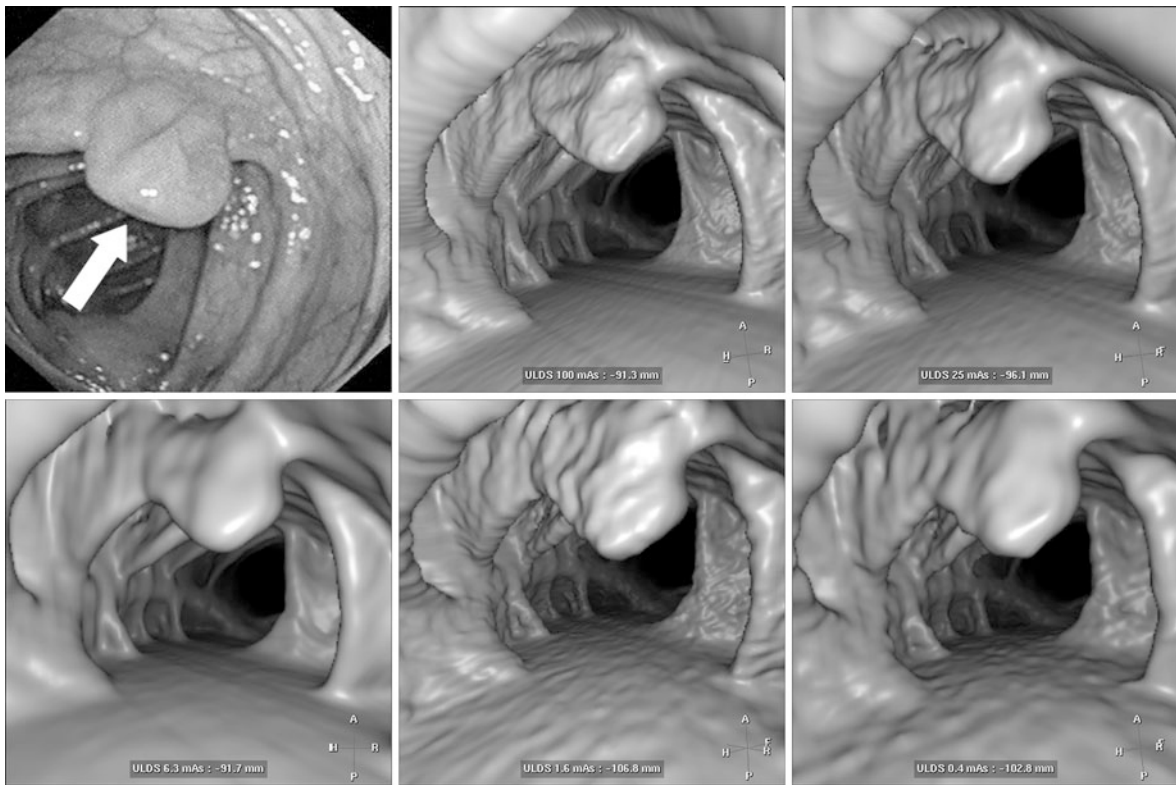 A
H R
P
ULDS 100 mAs : -91.3 mm
A
H R F
P
ULDS 25 mAs : -96.1 mm
A
H R
P
ULDS 6.3 mAs : -91.7 mm
A
H F
R
P
ULDS 1.6 mAs : -106.8 mm
A
H R F
P
ULDS 0.4 mAs : -102.8 mm